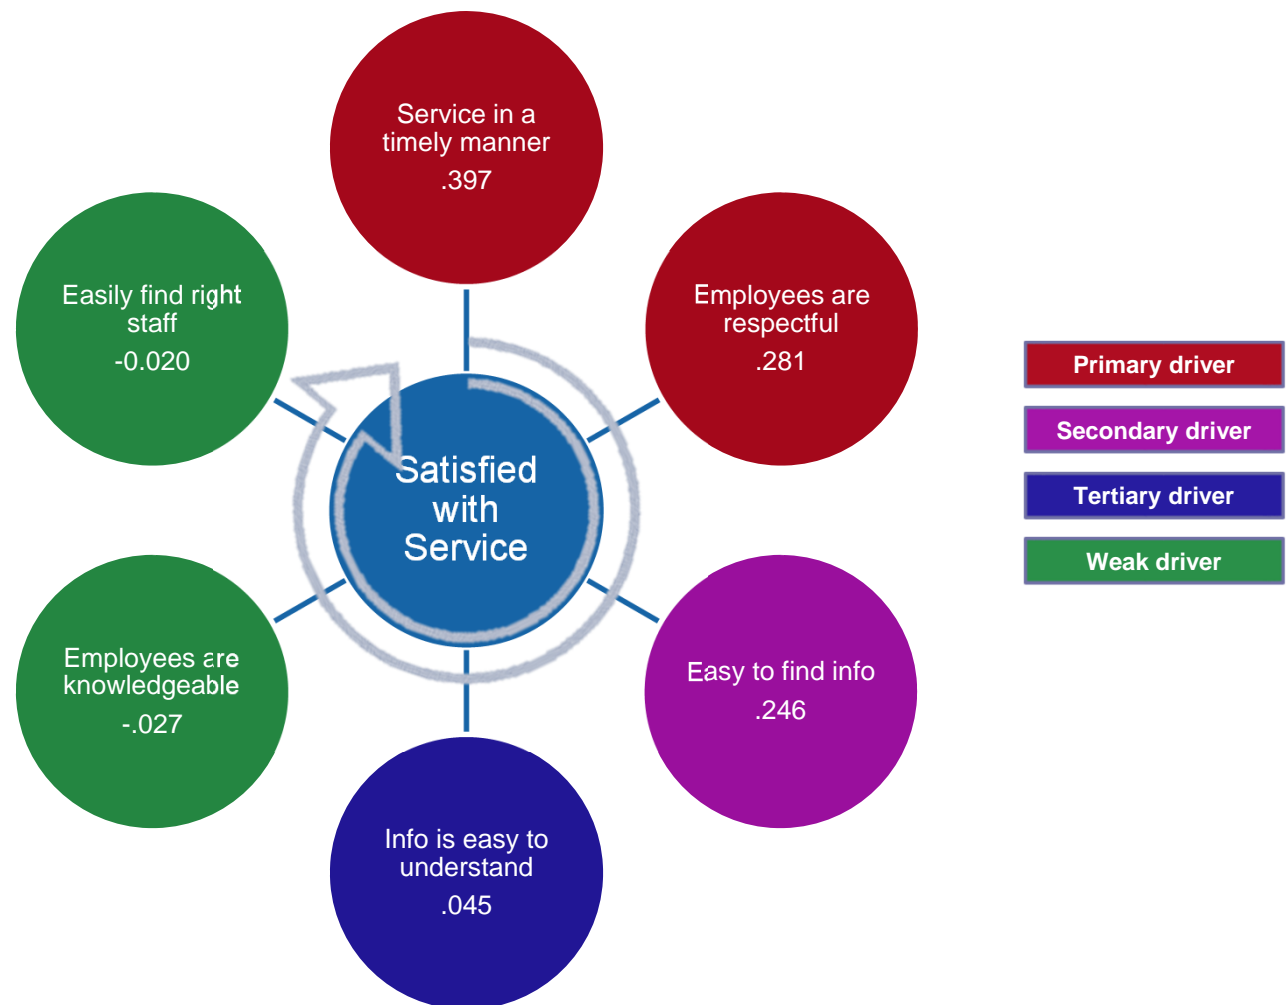 Service in a
timely manner
.397
Employees are
respectful
.281
Easy to find info
.246
Info is easy to
understand
.045
Employees are
knowledgeable
-.027
Easily find right
staff
-0.020
Satisfied
with
Service
Primary driver
Secondary driver
Tertiary driver
Weak driver